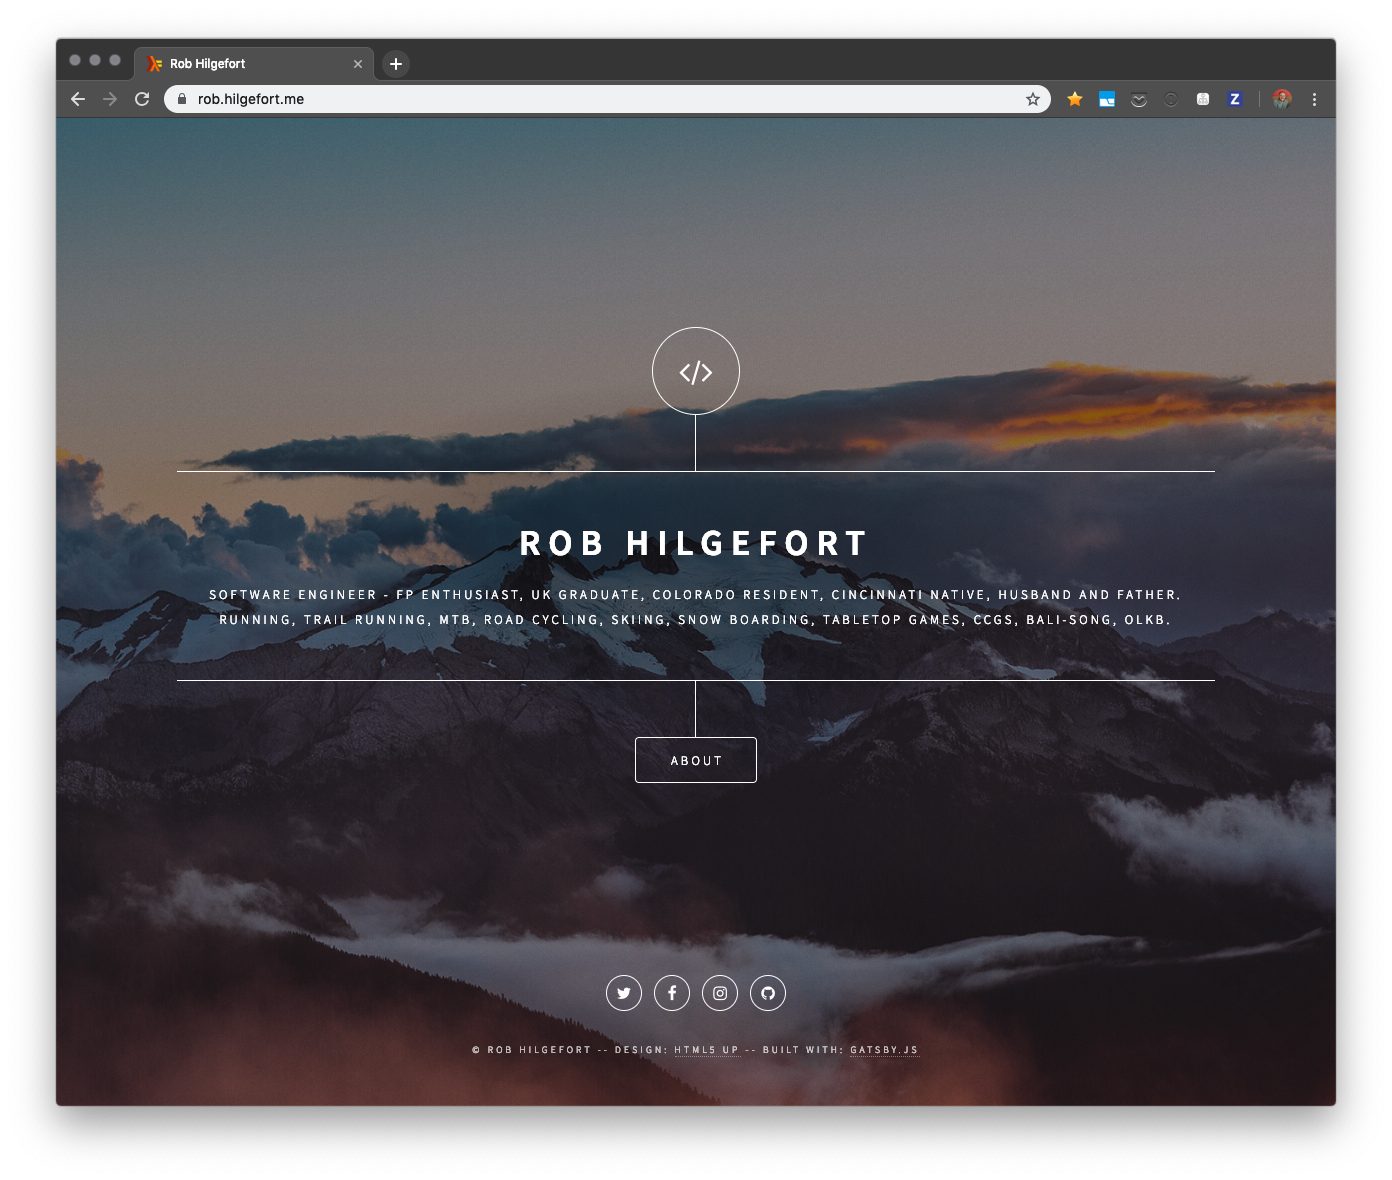 Rob Hilgefort
rob.hilgefort.me
Z
</>
ROB HILGEFORT
SOFTWARE ENGINEER - FP ENTHUSIAST, UK GRADUATE, COLORADO RESIDENT, CINCINNATI NATIVE, HUSBAND AND FATHER.
RUNNING, TRAIL RUNNING, MTB, ROAD CYCLING, SKIING, SNOW BOARDING, TABLETOP GAMES, CCGS, BALI-SONG, OLKB.
ABOUT
© ROB HILGEFORT -- DESIGN: HTML5 UP -- BUILT WITH: GATSBY.JS